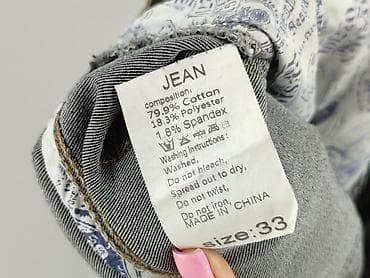 JEAN
composition:
79.9% Cotton
18.3% Polyester
1.8% Spandex
Washing Instructions:
Washed,
Do not bleach,
Spread out to dry,
Do not twist,
Do not Iron,
MADE IN CHINA
size:33